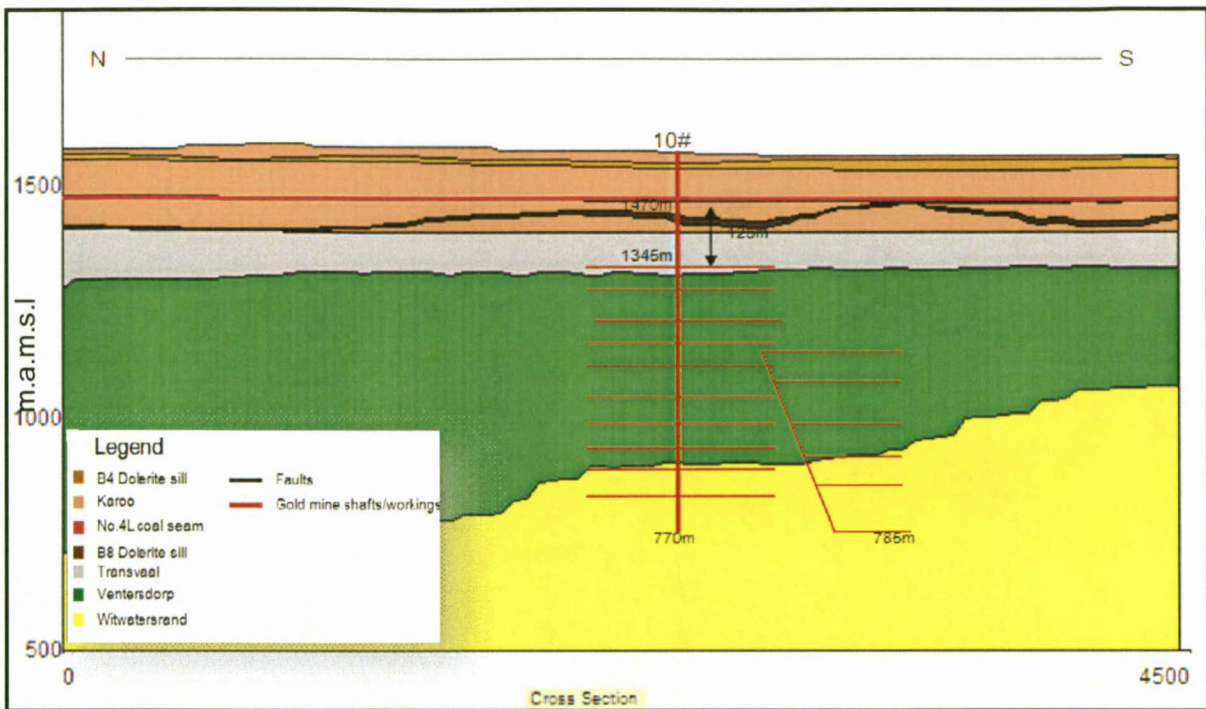 N
S
10#
1500
1470m
125m
1345m
m.a.m.s.l
1000
Legend
B4 Dolerite sill
Karoo
No.4L coal seam
B8 Dolerite sill
Transvaal
Ventersdorp
Witwatersrand
Faults
Gold mine shafts/workings
770m
785m
500
0
4500
Cross Section